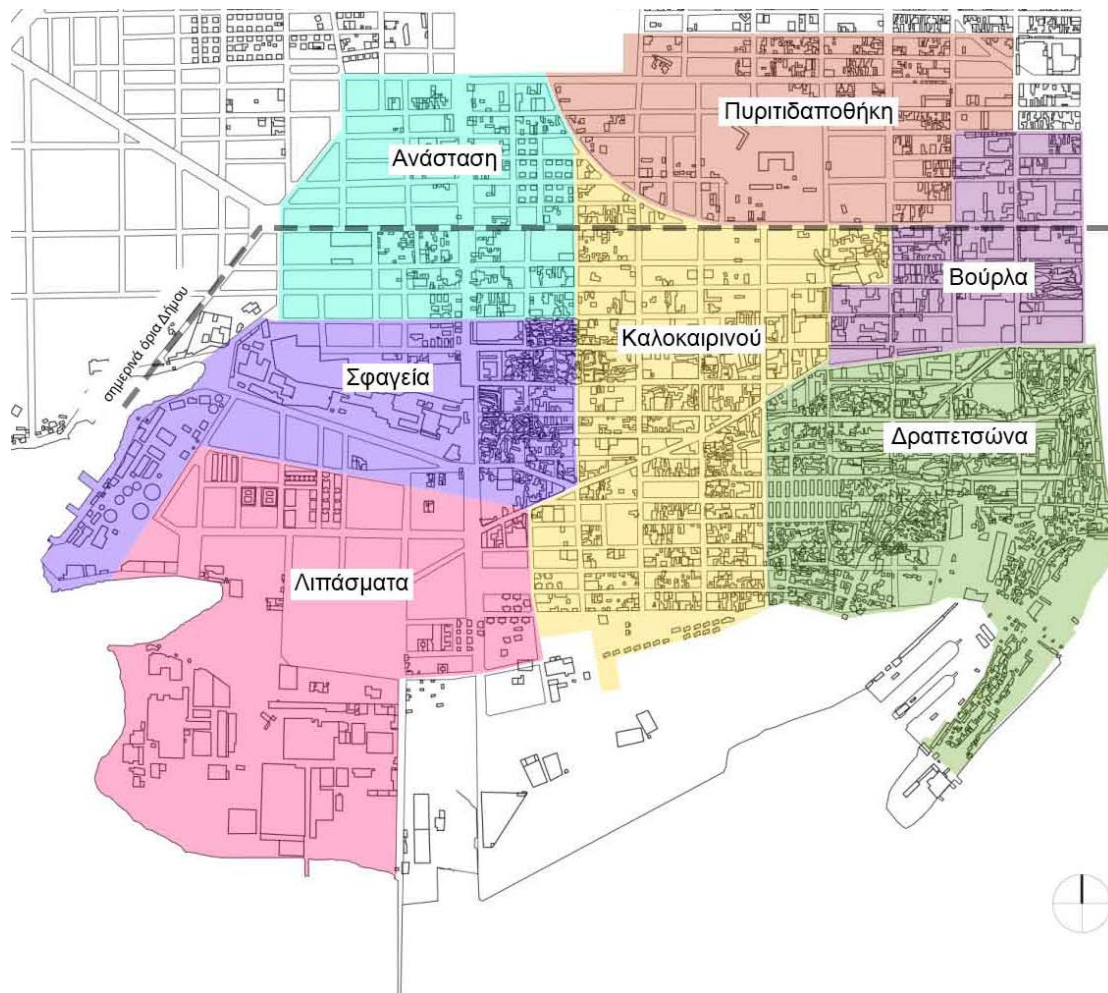 Πυριτιδαποθήκη
Ανάσταση
Βούρλα
σημερινά όρια Δήμου
Καλοκαιρινού
Σφαγεία
Δραπετσώνα
Λιπάσματα